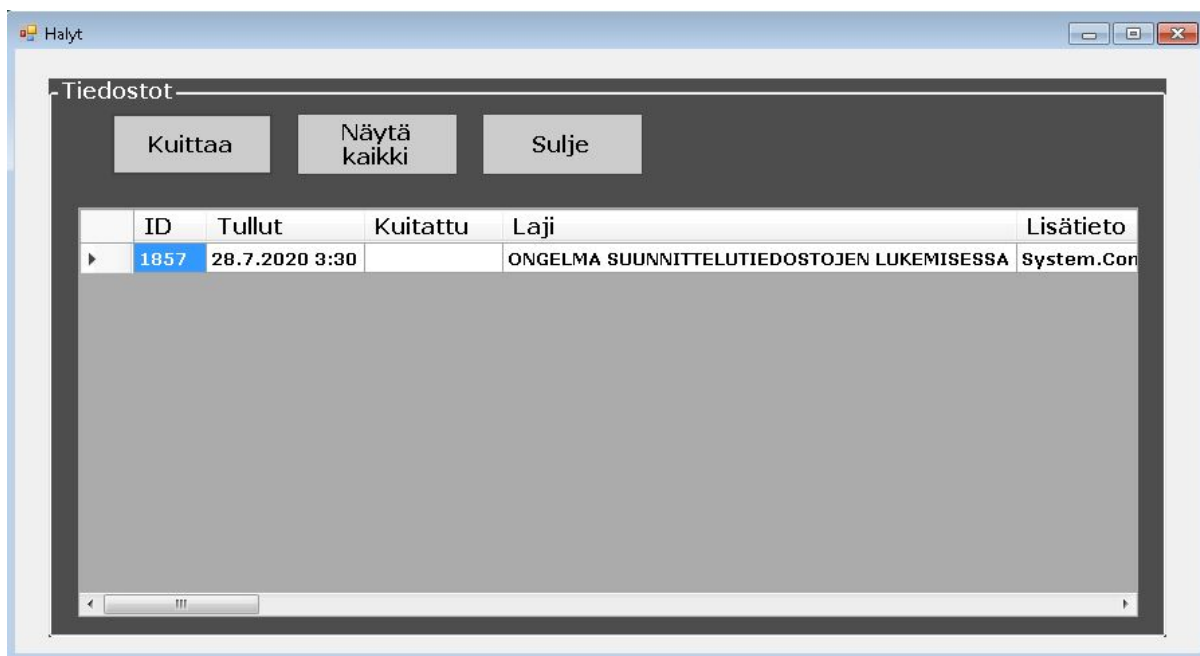 Halyt
Tiedostot
Kuittaa
Näytä
kaikki
Sulje
ID Tullut Kuitattu Laji Lisätieto
1857 28.7.2020 3:30 ONGELMA SUUNNITTELUTIEDOSTOJEN LUKEMISESSA System.Con